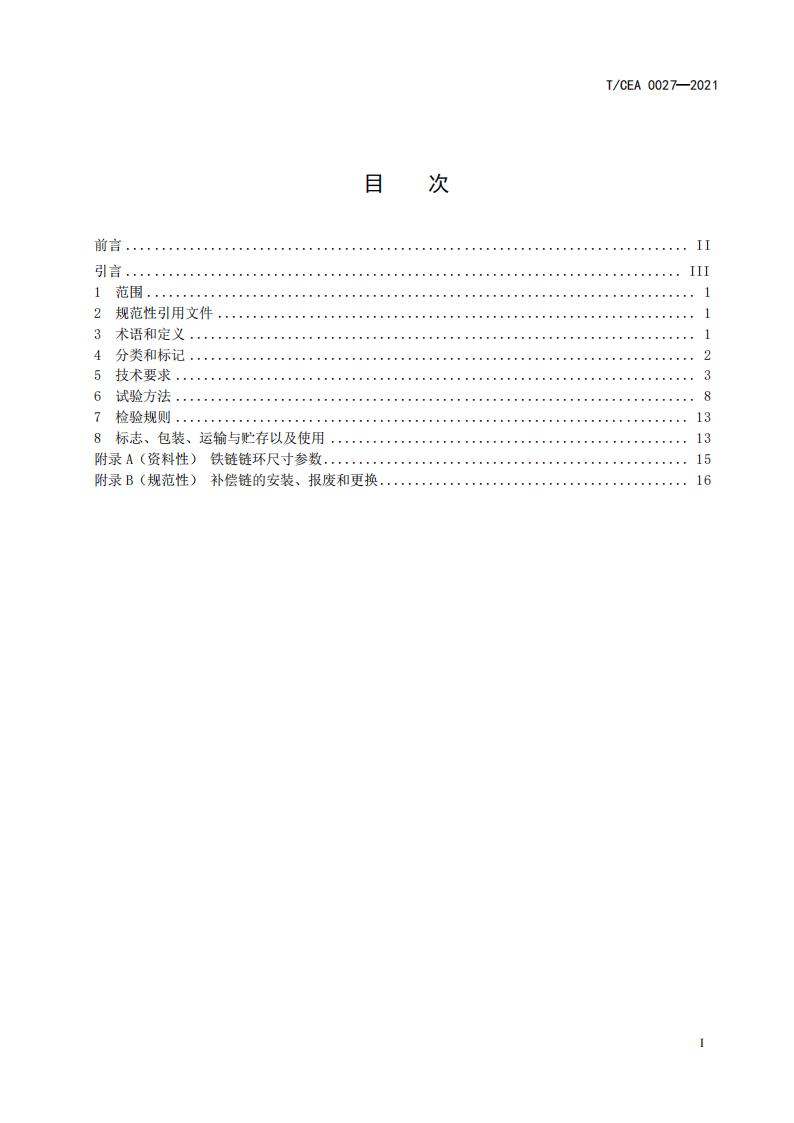 T/CEA 0027—2021
目 次
前言 II
引言 III
1 范围 1
2 规范性引用文件 1
3 术语和定义 1
4 分类和标记 2
5 技术要求 3
6 试验方法 8
7 检验规则 13
8 标志、包装、运输与贮存以及使用 13
附录 A（资料性） 铁链链环尺寸参数 15
附录 B（规范性） 补偿链的安装、报废和更换 16
I